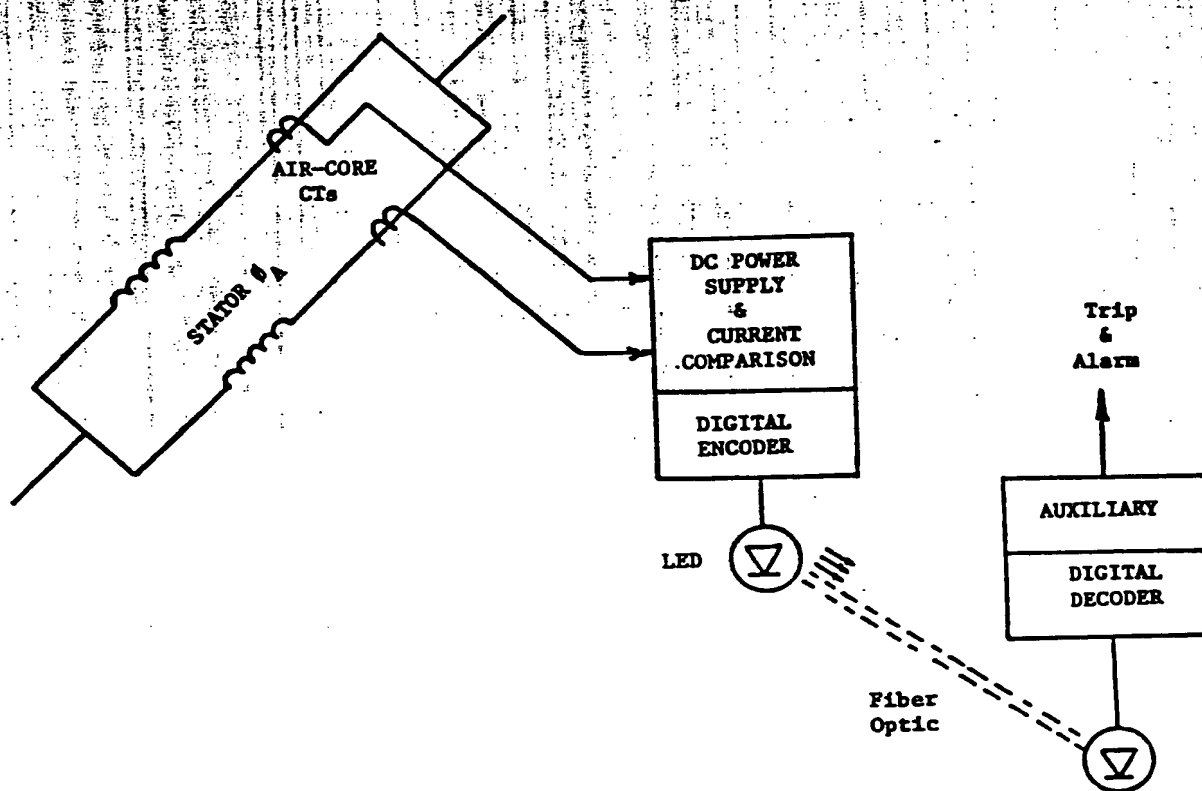 AIR-CORE
CTs
STATOR ØA
DC POWER
SUPPLY
&
CURRENT
COMPARISON
DIGITAL
ENCODER
LED
Fiber
Optic
Trip
&
Alarm
AUXILIARY
DIGITAL
DECODER